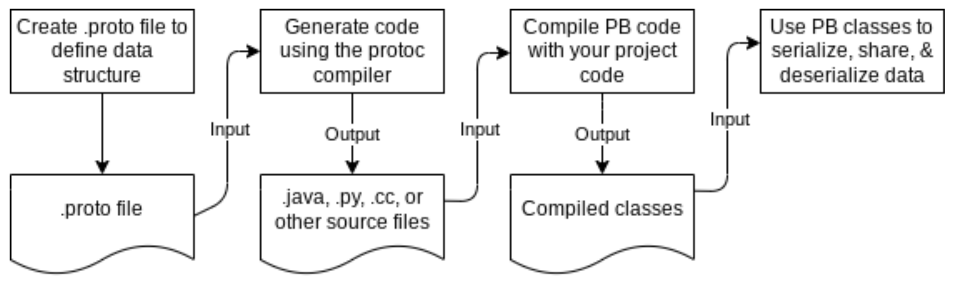 Create .proto file to
define data
structure
Generate code
using the protoc
compiler
Compile PB code
with your project
code
Use PB classes to
serialize, share, &
deserialize data
Input
Output
Input
Output
Input
.proto file
.java, .py, .cc, or
other source files
Compiled classes